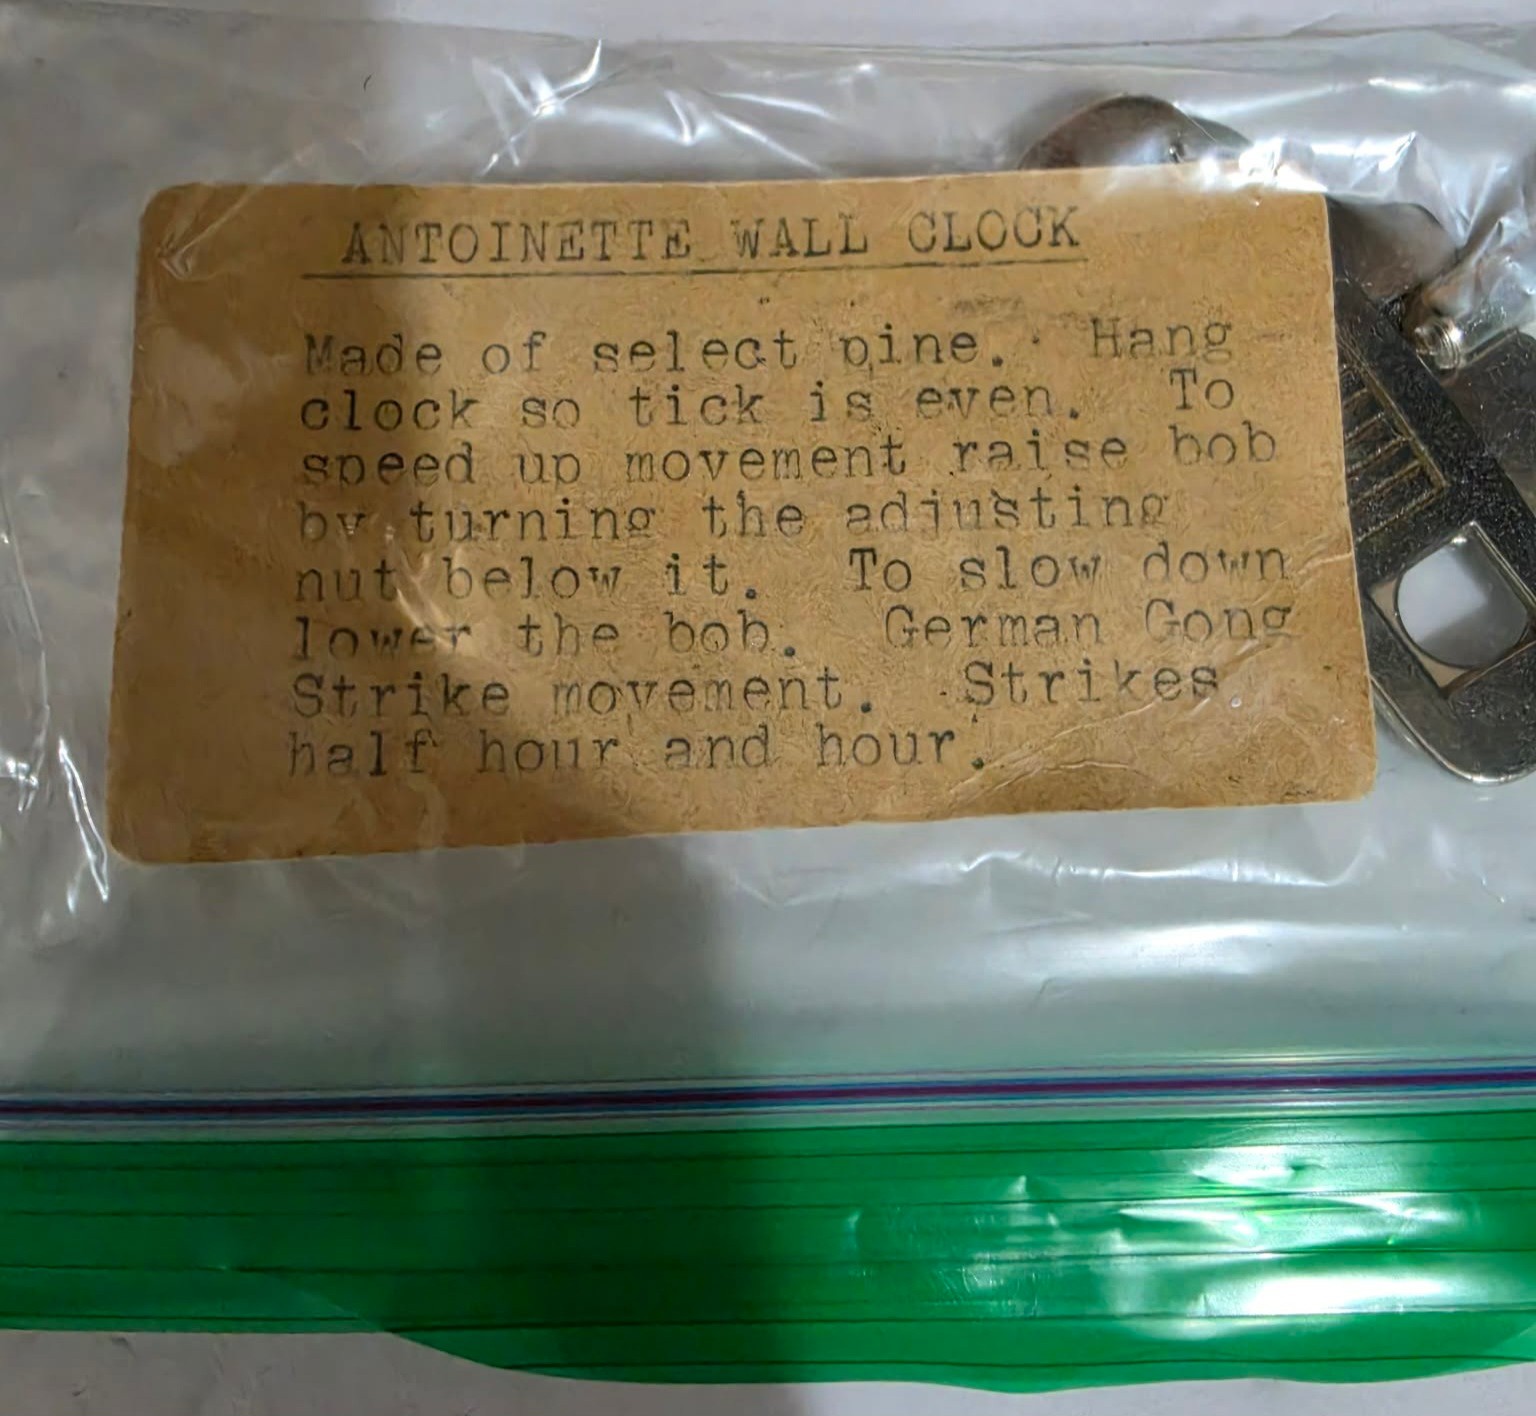 ANTOINETTE WALL CLOCK
Made of select pine. Hang
clock so tick is even. To
speed up movement raise bob
by turning the adjusting
nut below it. To slow down
lower the bob. German Gong
Strike movement. Strikes
half hour and hour.